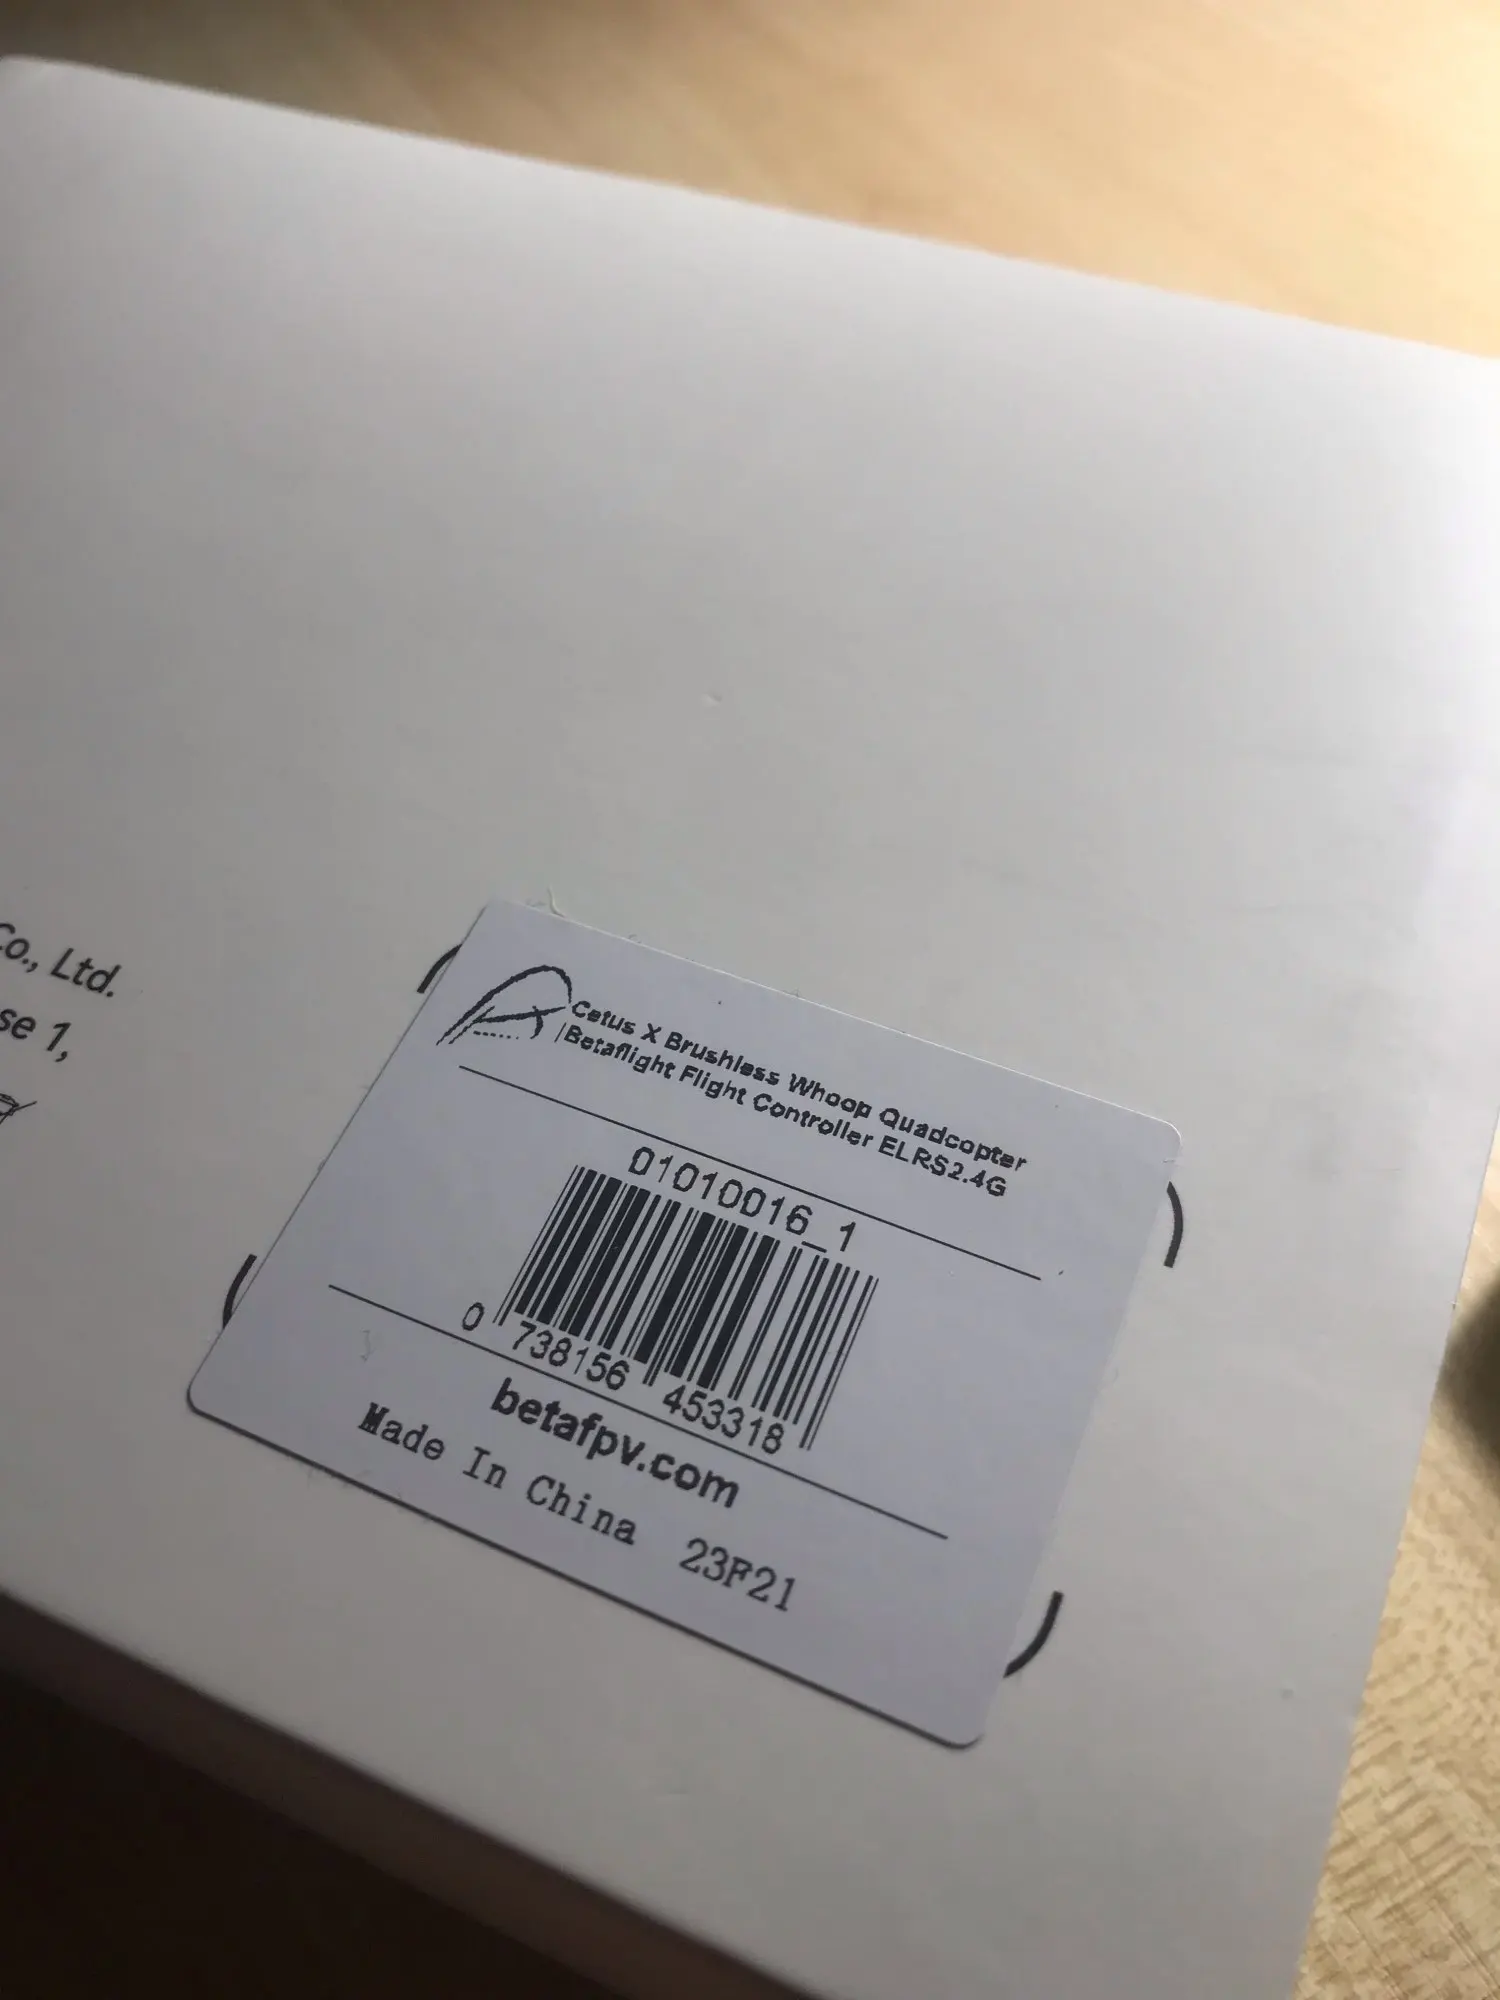 Co., Ltd.
se 1,
Cetus X Brushless Whoop Quadcopter
/Betaflight Flight Controller ELRS2.4G
01010016_1
0 738156 453318
betafpv.com
Made In China 23F21